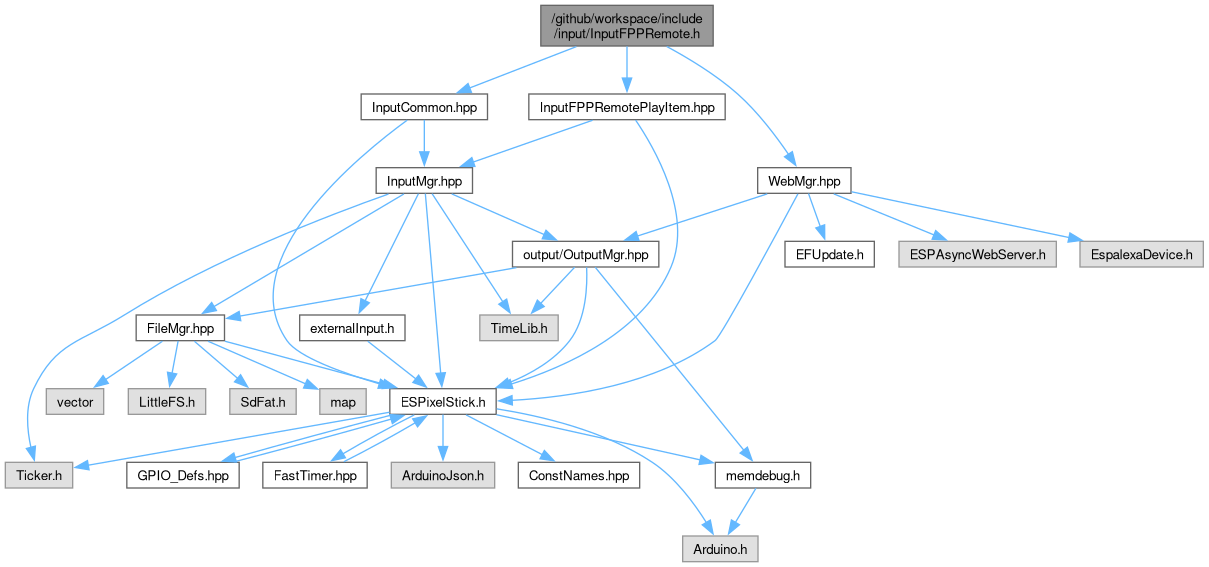 /github/workspace/include
/input/InputFPPRemote.h
InputCommon.hpp
InputFPPRemotePlayItem.hpp
InputMgr.hpp
WebMgr.hpp
output/OutputMgr.hpp
EFUpdate.h
ESPAsyncWebServer.h
EspalexaDevice.h
FileMgr.hpp
externalInput.h
TimeLib.h
vector
LittleFS.h
SdFat.h
map
ESPixelStick.h
Ticker.h
GPIO_Defs.hpp
FastTimer.hpp
ArduinoJson.h
ConstNames.hpp
memdebug.h
Arduino.h